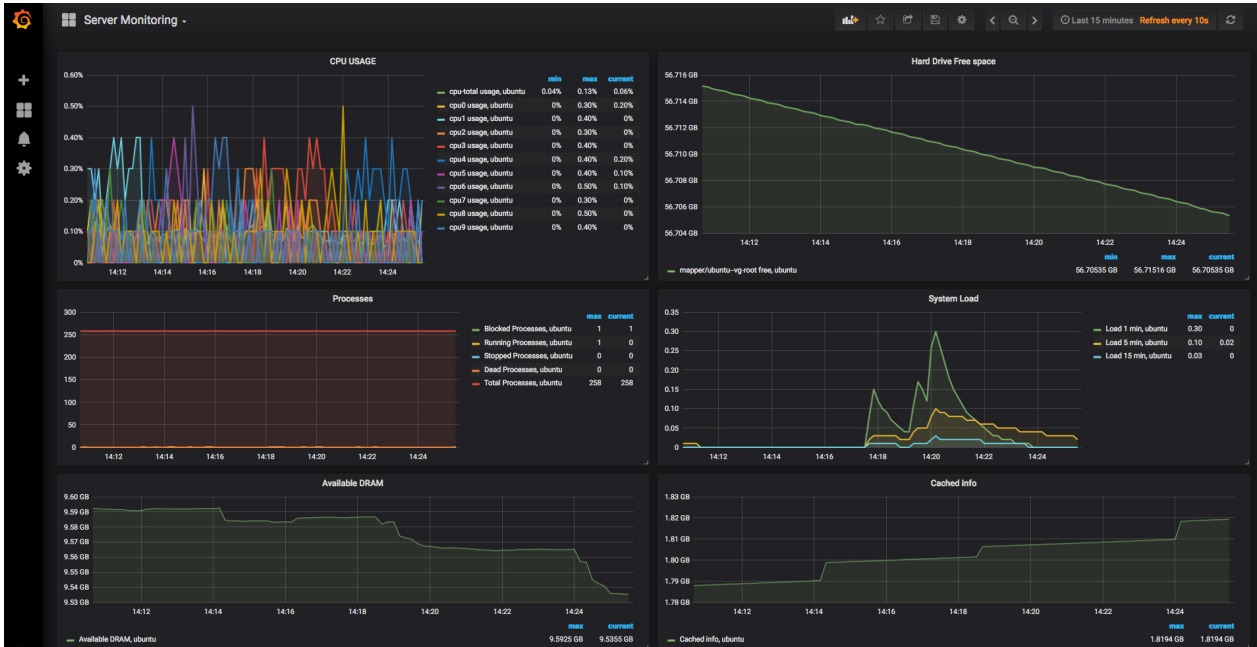 Server Monitoring
Last 15 minutes Refresh every 10s
CPU USAGE
0.60%
0.50%
0.40%
0.30%
0.20%
0.10%
0%
14:12 14:14 14:16 14:18 14:20 14:22 14:24
min max current
cpu-total usage, ubuntu 0.04% 0.13% 0.06%
cpu0 usage, ubuntu 0% 0.30% 0.20%
cpu1 usage, ubuntu 0% 0.40% 0%
cpu2 usage, ubuntu 0% 0.30% 0%
cpu3 usage, ubuntu 0% 0.40% 0%
cpu4 usage, ubuntu 0% 0.40% 0.20%
cpu5 usage, ubuntu 0% 0.40% 0.10%
cpu6 usage, ubuntu 0% 0.50% 0.10%
cpu7 usage, ubuntu 0% 0.30% 0%
cpu8 usage, ubuntu 0% 0.50% 0%
cpu9 usage, ubuntu 0% 0.40% 0%
Hard Drive Free space
56.716 GB
56.714 GB
56.712 GB
56.710 GB
56.708 GB
56.706 GB
56.704 GB
14:12 14:14 14:16 14:18 14:20 14:22 14:24
min max current
mapper/ubuntu--vg-root free, ubuntu 56.70535 GB 56.71516 GB 56.70535 GB
Processes
300
250
200
150
100
50
0
14:12 14:14 14:16 14:18 14:20 14:22 14:24
max current
Blocked Processes, ubuntu 1 1
Running Processes, ubuntu 1 0
Stopped Processes, ubuntu 0 0
Dead Processes, ubuntu 0 0
Total Processes, ubuntu 258 258
System Load
0.35
0.30
0.25
0.20
0.15
0.10
0.05
0
14:12 14:14 14:16 14:18 14:20 14:22 14:24
max current
Load 1 min, ubuntu 0.30 0
Load 5 min, ubuntu 0.10 0.02
Load 15 min, ubuntu 0.03 0
Available DRAM
9.60 GB
9.59 GB
9.58 GB
9.57 GB
9.56 GB
9.55 GB
9.54 GB
9.53 GB
14:12 14:14 14:16 14:18 14:20 14:22 14:24
max current
Available DRAM, ubuntu 9.5925 GB 9.5355 GB
Cached info
1.83 GB
1.82 GB
1.81 GB
1.80 GB
1.79 GB
1.78 GB
14:12 14:14 14:16 14:18 14:20 14:22 14:24
max current
Cached info, ubuntu 1.8194 GB 1.8194 GB